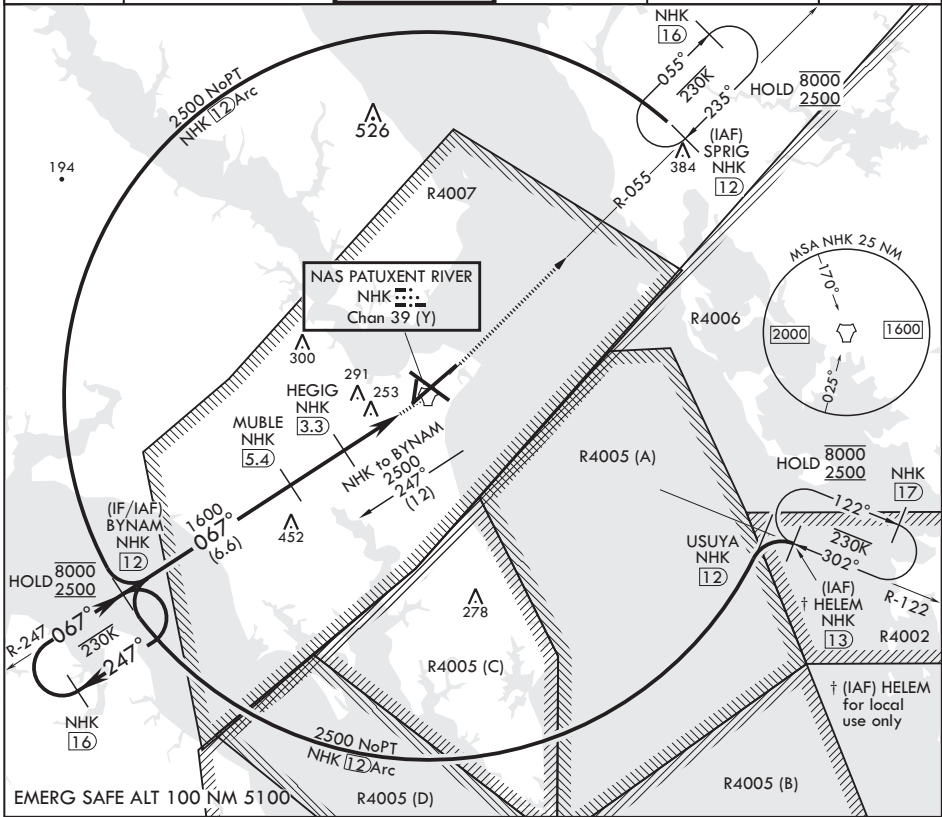 NHK
16
055°
230K
235°
HOLD 8000
2500
2500 NoPT
NHK 12 Arc
526
194
(IAF)
SPRIG
NHK
12
384
R-055
R4007
MSA NHK 25 NM
170°
2000
1600
025°
NAS PATUXENT RIVER
NHK
Chan 39 (Y)
R4006
300
291
253
HEGIG
NHK
3.3
MUBLE
NHK
5.4
NHK to BYNAM
2500
247°
(12)
R4005 (A)
HOLD 8000
2500
NHK
17
122°
230K
302°
R-122
(IF/IAF)
BYNAM
NHK
12
1600
067°
(6.6)
452
USUYA
NHK
12
(IAF)
† HELEM
NHK
13
R4002
HOLD 8000
2500
R-247
067°
230K
247°
NHK
16
278
R4005 (C)
† (IAF) HELEM
for local
use only
2500 NoPT
NHK 12 Arc
R4005 (B)
R4005 (D)
EMERG SAFE ALT 100 NM 5100